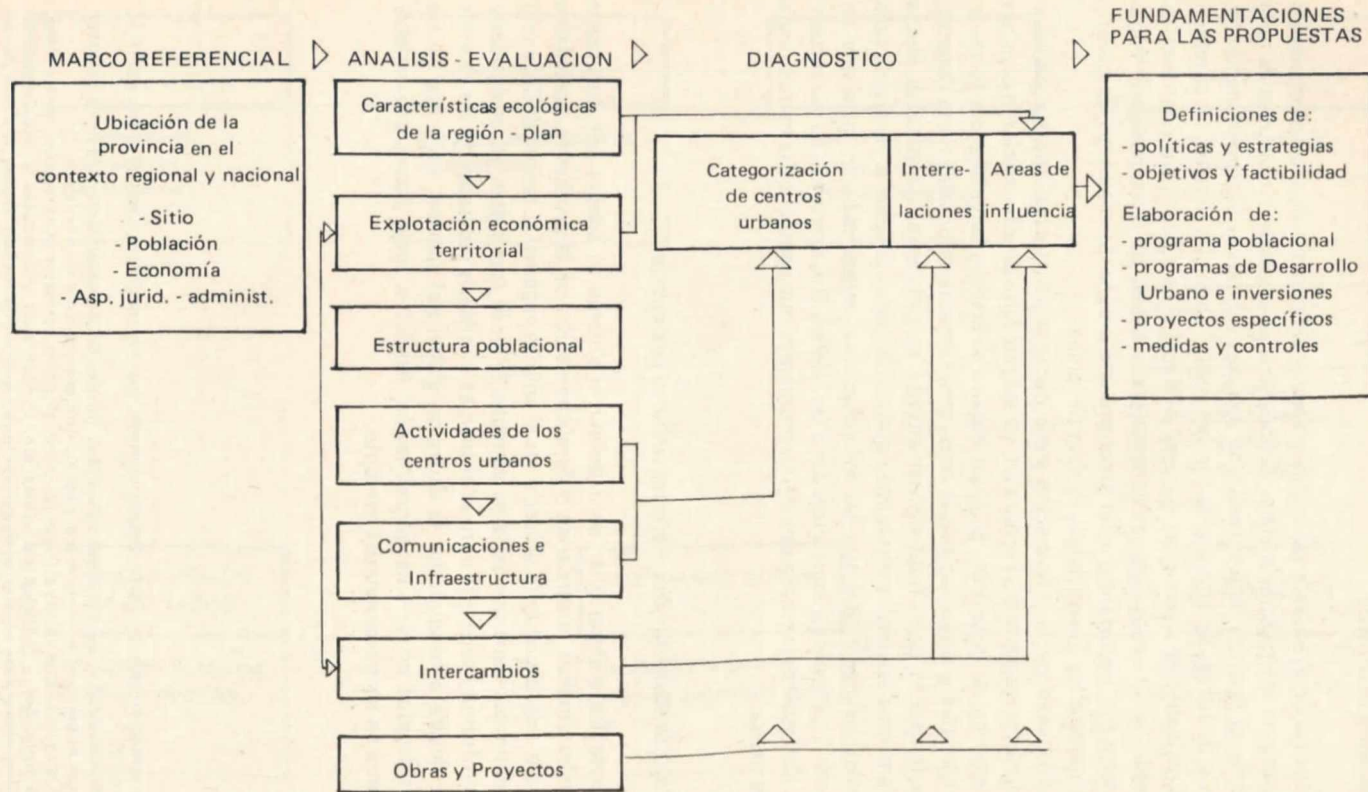 MARCO REFERENCIAL
Ubicación de la
provincia en el
contexto regional y nacional
- Sitio
- Población
- Economía
- Asp. jurid. - administ.
ANALISIS - EVALUACION
Características ecológicas
de la región - plan
Explotación económica
territorial
Estructura poblacional
Actividades de los
centros urbanos
Comunicaciones e
Infraestructura
Intercambios
Obras y Proyectos
DIAGNOSTICO
Categorización
de centros
urbanos
Interre-
laciones
Areas de
influencia
FUNDAMENTACIONES
PARA LAS PROPUESTAS
Definiciones de:
- políticas y estrategias
- objetivos y factibilidad
Elaboración de:
- programa poblacional
- programas de Desarrollo
Urbano e inversiones
- proyectos específicos
- medidas y controles